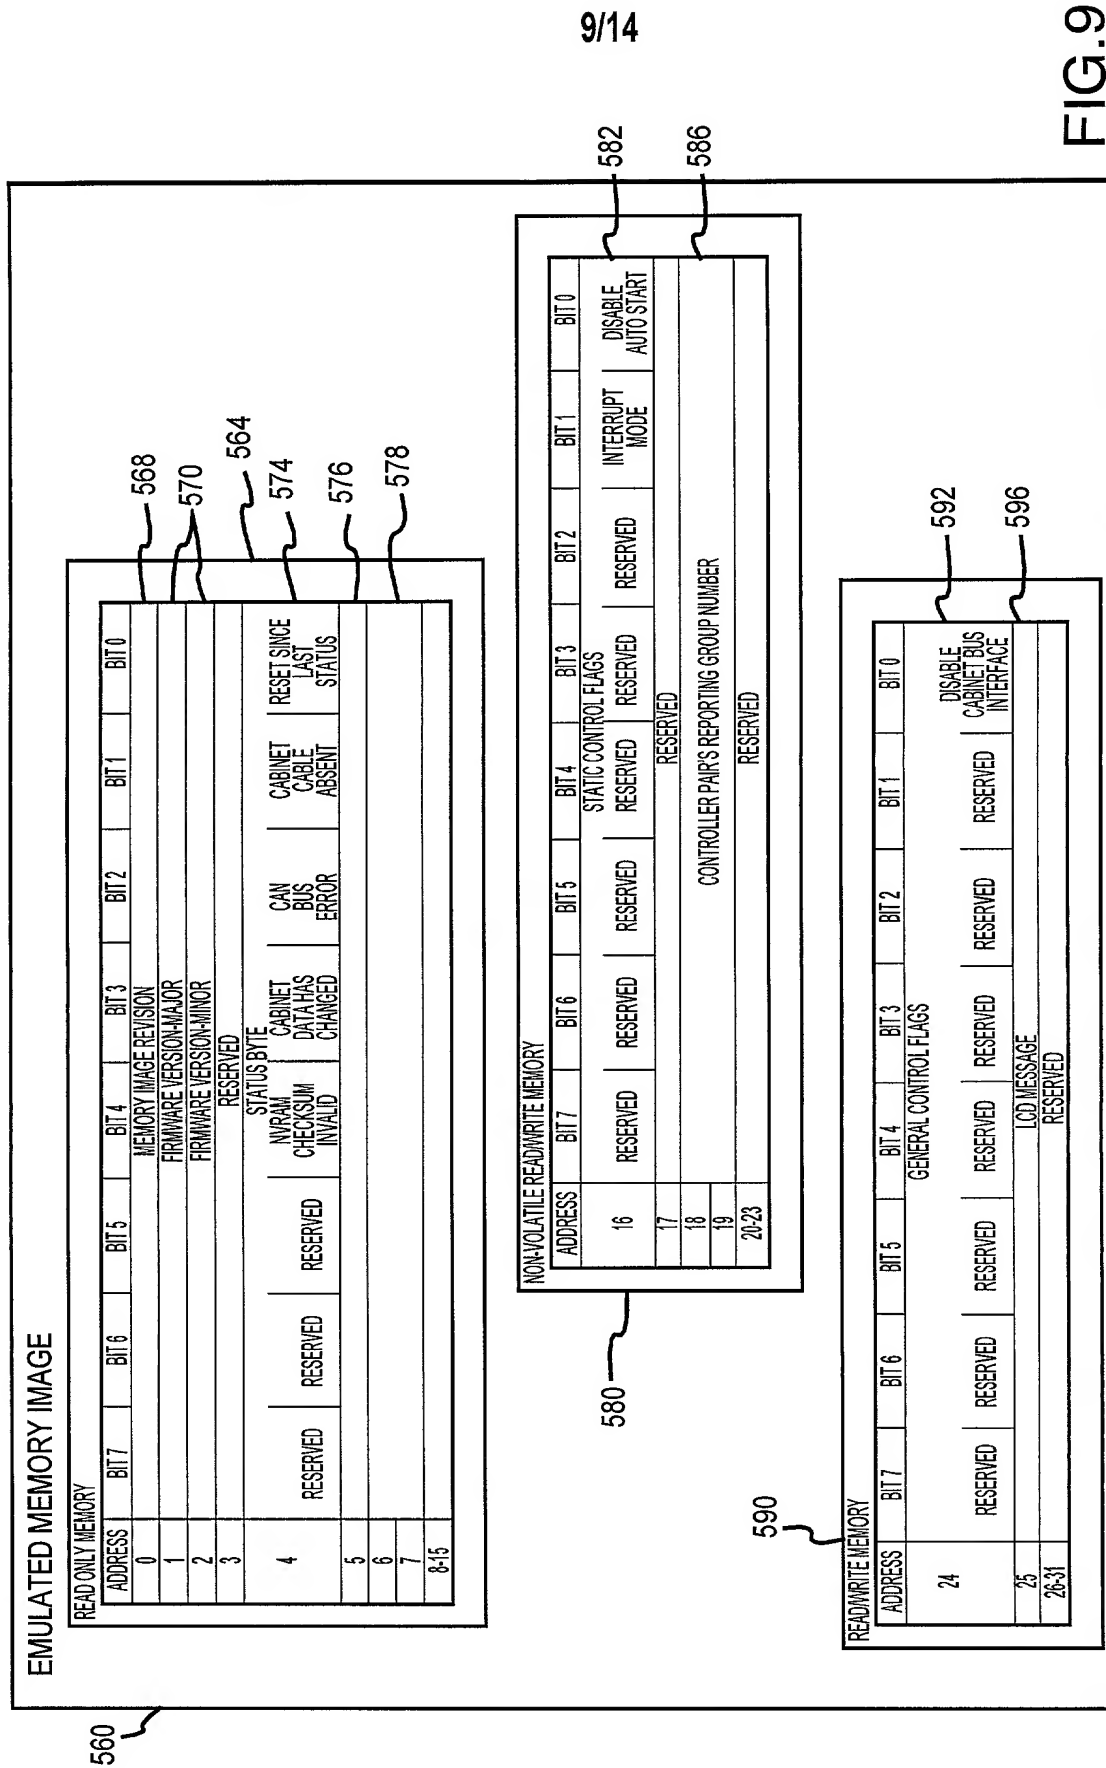 9/14
EMULATED MEMORY IMAGE
560
READ ONLY MEMORY
ADDRESS BIT 7 BIT 6 BIT 5 BIT 4 BIT 3 BIT 2 BIT 1 BIT 0
0 MEMORY IMAGE REVISION
568
1 FIRMWARE VERSION-MAJOR
2 FIRMWARE VERSION-MINOR
570
3 RESERVED
564
STATUS BYTE
4 RESERVED RESERVED RESERVED NVRAM CHECKSUM INVALID CABINET DATA HAS CHANGED CAN BUS ERROR CABINET CABLE ABSENT RESET SINCE LAST STATUS
574
5
576
6
7
578
8-15
580
NON-VOLATILE READ/WRITE MEMORY
ADDRESS BIT 7 BIT 6 BIT 5 BIT 4 BIT 3 BIT 2 BIT 1 BIT 0
STATIC CONTROL FLAGS
16 RESERVED RESERVED RESERVED RESERVED RESERVED RESERVED INTERRUPT MODE DISABLE AUTO START
582
17 RESERVED
18
19
CONTROLLER PAIR'S REPORTING GROUP NUMBER
586
20-23 RESERVED
590
READ/WRITE MEMORY
ADDRESS BIT 7 BIT 6 BIT 5 BIT 4 BIT 3 BIT 2 BIT 1 BIT 0
GENERAL CONTROL FLAGS
24 RESERVED RESERVED RESERVED RESERVED RESERVED RESERVED RESERVED DISABLE CABINET BUS INTERFACE
592
25 LCD MESSAGE
596
26-31 RESERVED
FIG.9